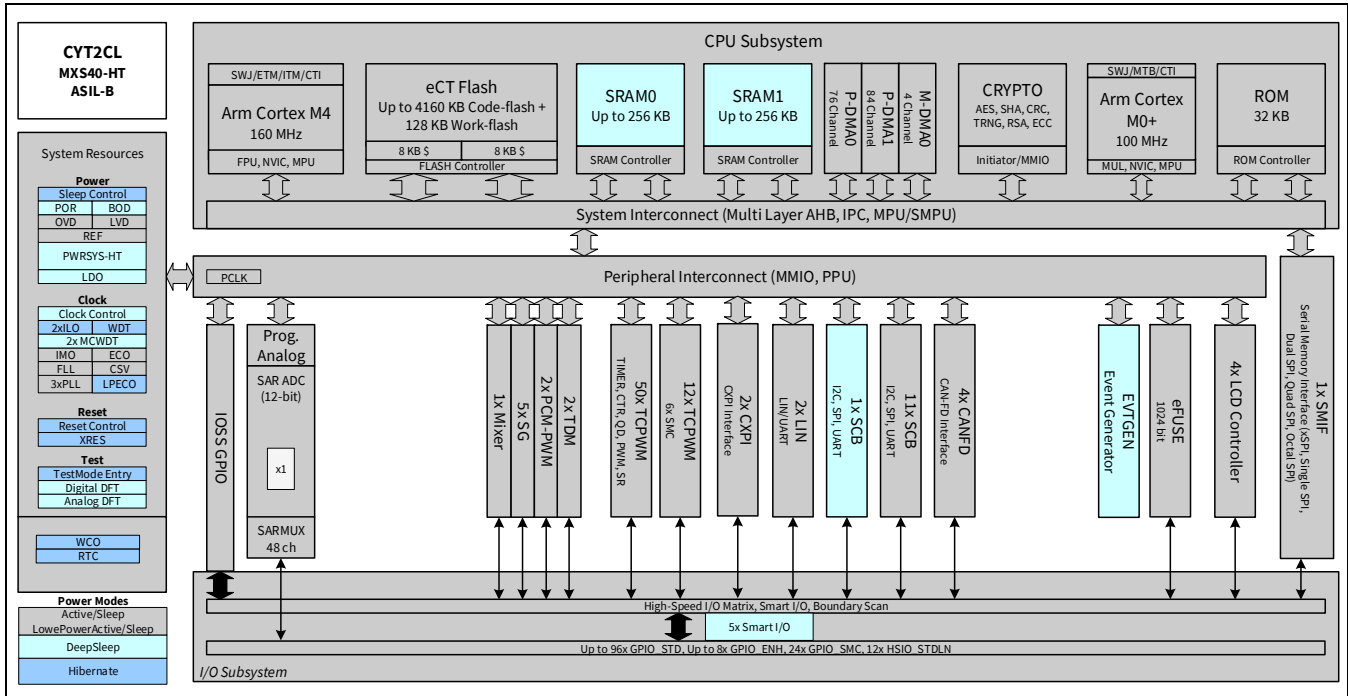 CYT2CL
MXS40-HT
ASIL-B
System Resources
Power
Sleep Control
POR
BOD
OVD
LVD
REF
PWRSYS-HT
LDO
Clock
Clock Control
2xILO
WDT
2x MCWDT
IMO
ECO
FLL
CSV
3xPLL
LPECO
Reset
Reset Control
XRES
Test
TestMode Entry
Digital DFT
Analog DFT
WCO
RTC
Power Modes
Active/Sleep
LowePowerActive/Sleep
DeepSleep
Hibernate
CPU Subsystem
SWJ/ETM/ITM/CTI
Arm Cortex M4
160 MHz
FPU, NVIC, MPU
eCT Flash
Up to 4160 KB Code-flash +
128 KB Work-flash
8 KB $
8 KB $
FLASH Controller
SRAM0
Up to 256 KB
SRAM Controller
SRAM1
Up to 256 KB
SRAM Controller
P-DMA0
76 Channel
P-DMA1
84 Channel
M-DMA0
4 Channel
CRYPTO
AES, SHA, CRC,
TRNG, RSA, ECC
Initiator/MMIO
SWJ/MTB/CTI
Arm Cortex
M0+
100 MHz
MUL, NVIC, MPU
ROM
32 KB
ROM Controller
System Interconnect (Multi Layer AHB, IPC, MPU/SMPU)
PCLK
Peripheral Interconnect (MMIO, PPU)
IOSS GPIO
Prog.
Analog
SAR ADC
(12-bit)
x1
SARMUX
48 ch
1x Mixer
5x SG
2x PCM-PWM
2x TDM
50x TCPWM
TIMER, CTR, QD, PWM, SR
12x TCPWM
6x SMC
2x CXPI
CXPI Interface
2x LIN
LIN/UART
1x SCB
I2C, SPI, UART
11x SCB
I2C, SPI, UART
4x CANFD
CAN-FD Interface
EVTGEN
Event Generator
eFUSE
1024 bit
4x LCD Controller
1x SMIF
Serial Memory Interface (xSPI, Single SPI,
Dual SPI, Quad SPI, Octal SPI)
High-Speed I/O Matrix, Smart I/O, Boundary Scan
5x Smart I/O
Up to 96x GPIO_STD, Up to 8x GPIO_ENH, 24x GPIO_SMC, 12x HSIO_STDLN
I/O Subsystem